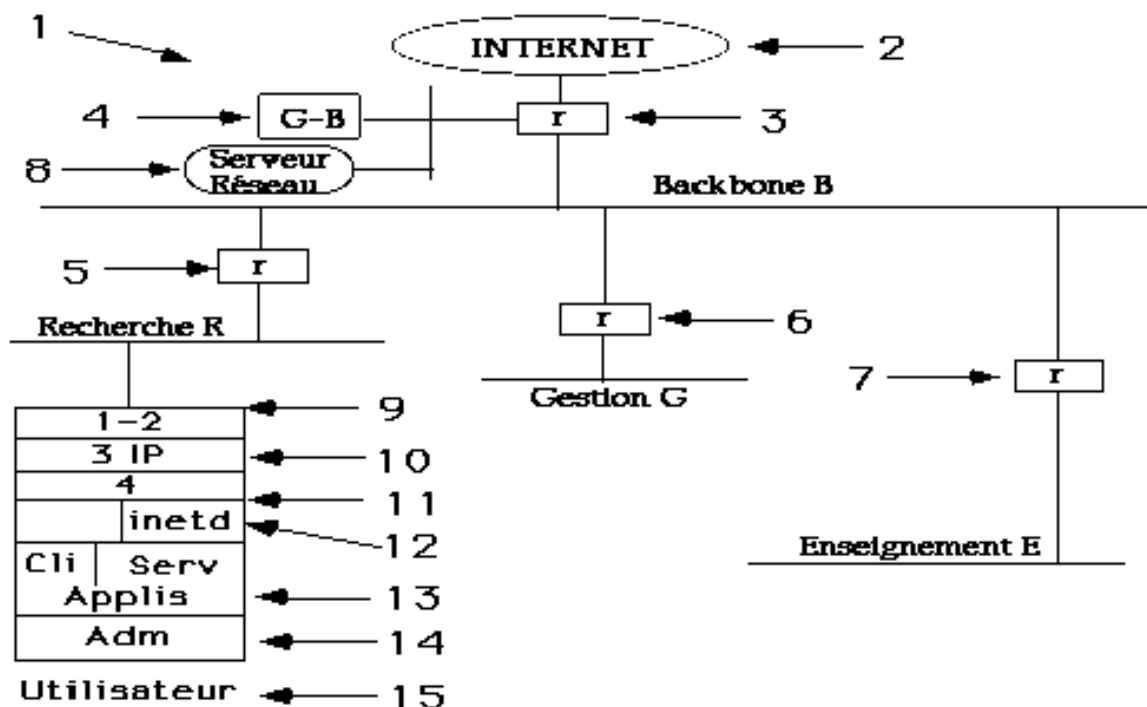 1
INTERNET
2
4
G-B
r
3
8
Serveur
Réseau
Backbone B
5
r
r
6
Recherche R
7
r
Gestion G
1-2
9
3 IP
10
4
11
inetd
12
Cli
Serv
Applis
13
Enseignement E
Adm
14
Utilisateur
15